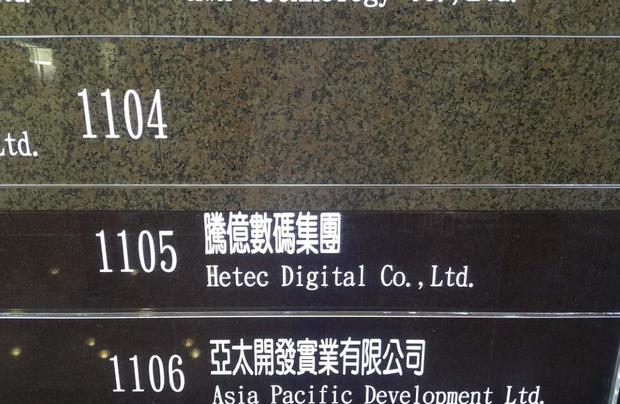 Ltd.
1104
Ltd.
1105
騰億數碼集團
Hetec Digital Co.,Ltd.
1106
亞太開發實業有限公司
Asia Pacific Development Ltd.